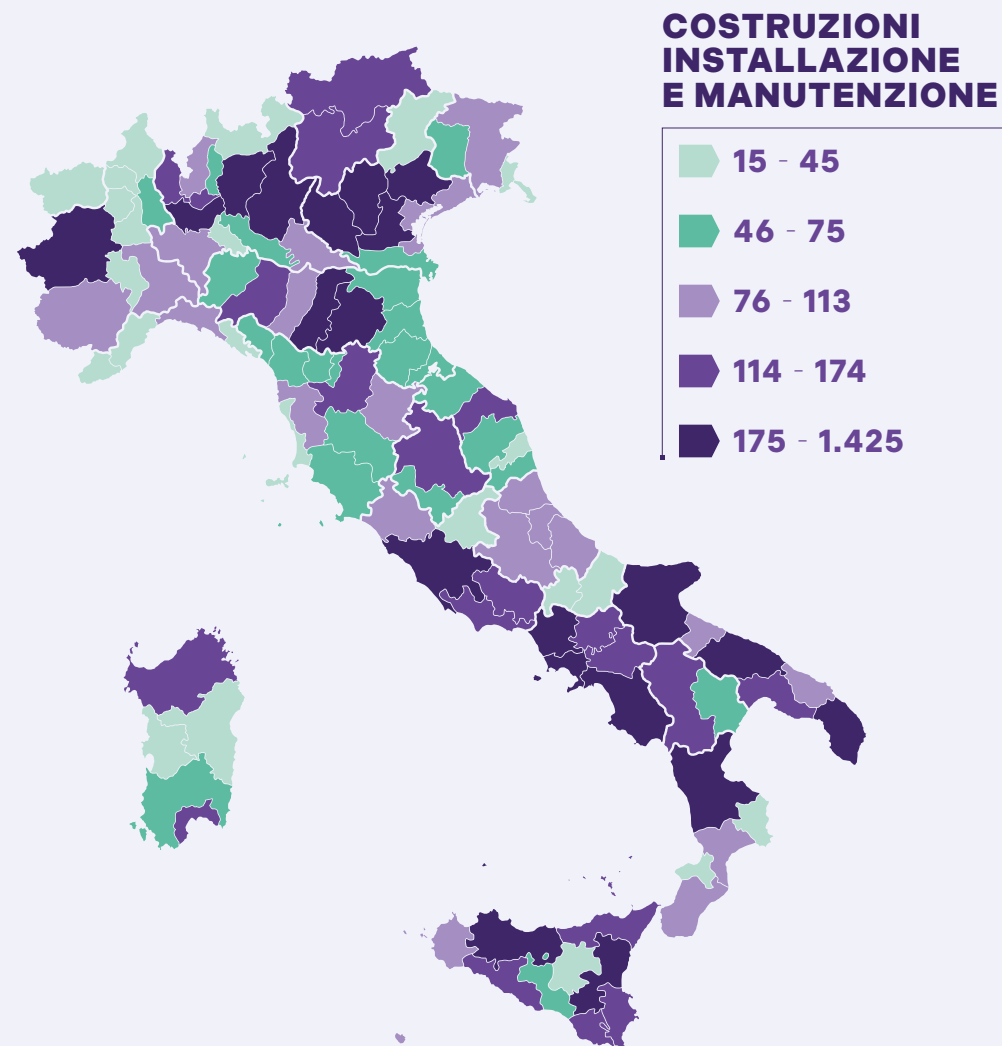 COSTRUZIONI
INSTALLAZIONE
E MANUTENZIONE
15 - 45
46 - 75
76 - 113
114 - 174
175 - 1.425